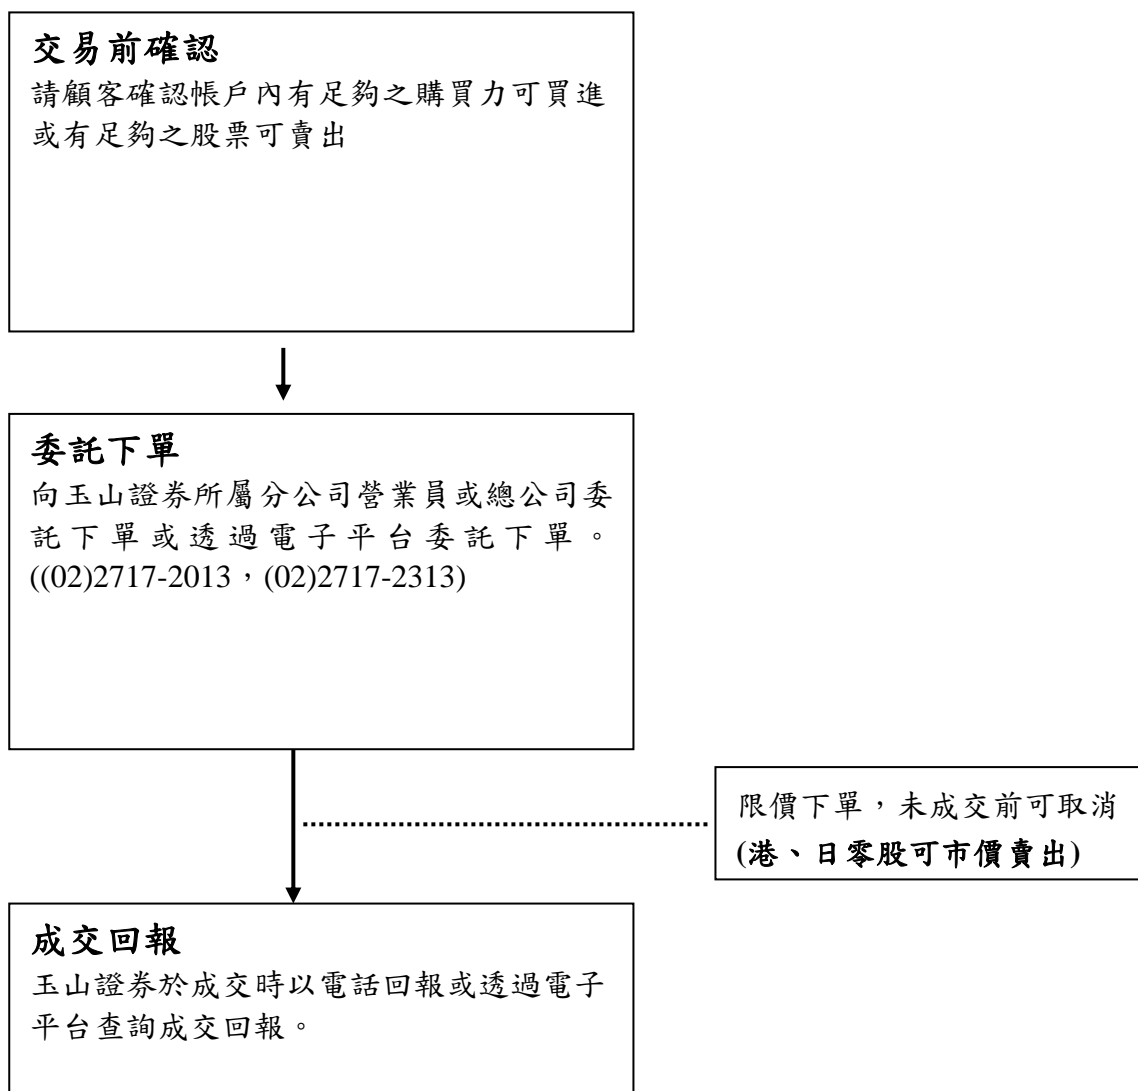 交易前確認
請顧客確認帳戶內有足夠之購買力可買進
或有足夠之股票可賣出
委託下單
向玉山證券所屬分公司營業員或總公司委
託下單或透過電子平台委託下單。
((02)2717-2013，(02)2717-2313)
限價下單，未成交前可取消
(港、日零股可市價賣出)
成交回報
玉山證券於成交時以電話回報或透過電子
平台查詢成交回報。